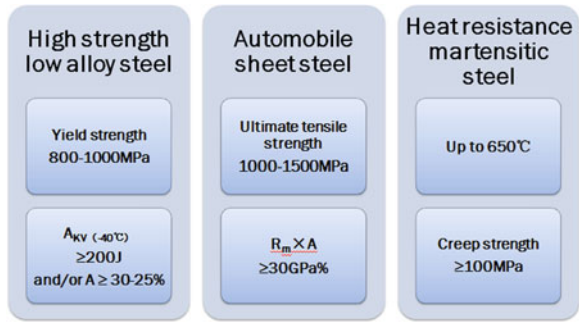 High strength
low alloy steel
Yield strength
800-1000MPa
AKV (-40℃)
≥200J
and/or A ≥ 30-25%
Automobile
sheet steel
Ultimate tensile
strength
1000-1500MPa
Rm×A
≥30GPa%
Heat resistance
martensitic
steel
Up to 650℃
Creep strength
≥100MPa